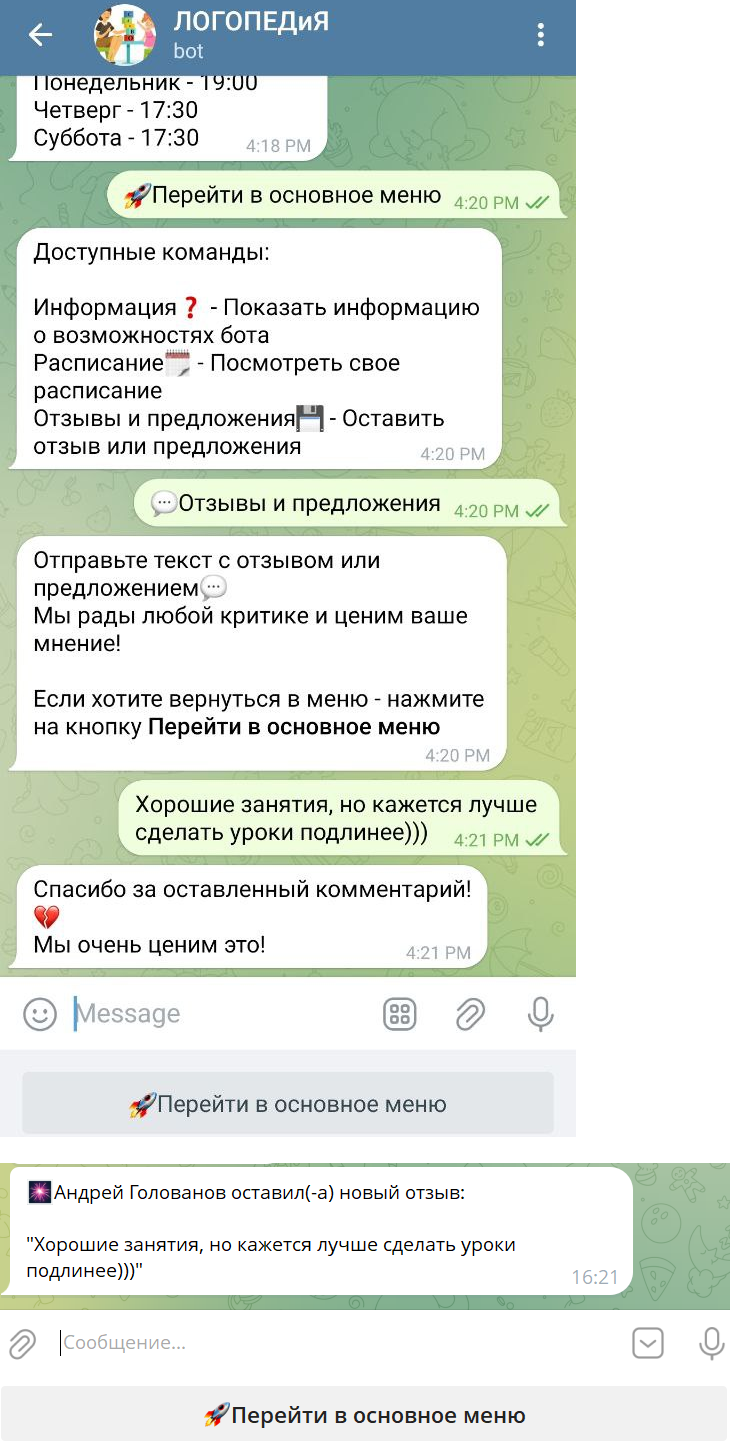 ЛОГОПЕДиЯ
bot
Понедельник - 19:00
Четверг - 17:30
Суббота - 17:30
4:18 PM
🚀Перейти в основное меню 4:20 PM
Доступные команды:
Информация❓ - Показать информацию
о возможностях бота
Расписание🗓 - Посмотреть свое
расписание
Отзывы и предложения💾 - Оставить
отзыв или предложения
4:20 PM
💬Отзывы и предложения 4:20 PM
Отправьте текст с отзывом или
предложением💬
Мы рады любой критике и ценим ваше
мнение!
Если хотите вернуться в меню - нажмите
на кнопку Перейти в основное меню
4:20 PM
Хорошие занятия, но кажется лучше
сделать уроки подлинее))) 4:21 PM
Спасибо за оставленный комментарий!
💔
Мы очень ценим это! 4:21 PM
Message
🚀Перейти в основное меню
🎆Андрей Голованов оставил(-а) новый отзыв:
"Хорошие занятия, но кажется лучше сделать уроки
подлинее)))"
16:21
Сообщение...
🚀Перейти в основное меню